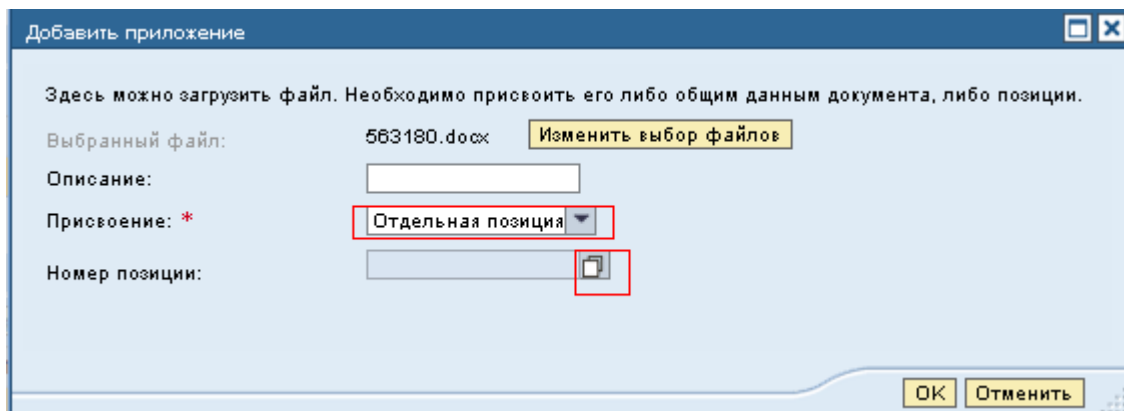 Добавить приложение
Здесь можно загрузить файл. Необходимо присвоить его либо общим данным документа, либо позиции.
Выбранный файл: 563180.docx Изменить выбор файлов
Описание:
Присвоение: * Отдельная позиция
Номер позиции:
OK Отменить